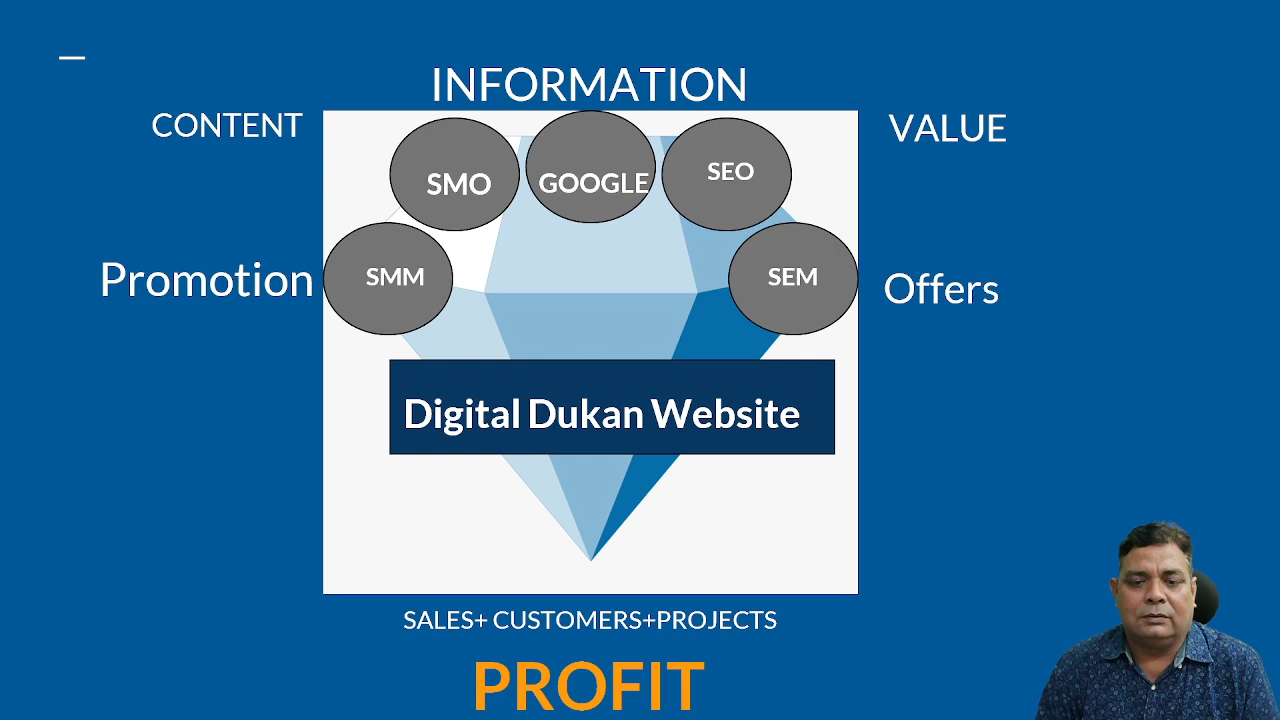 INFORMATION
CONTENT
VALUE
SMO
GOOGLE
SEO
Promotion
SMM
SEM
Offers
Digital Dukan Website
SALES+ CUSTOMERS+PROJECTS
PROFIT